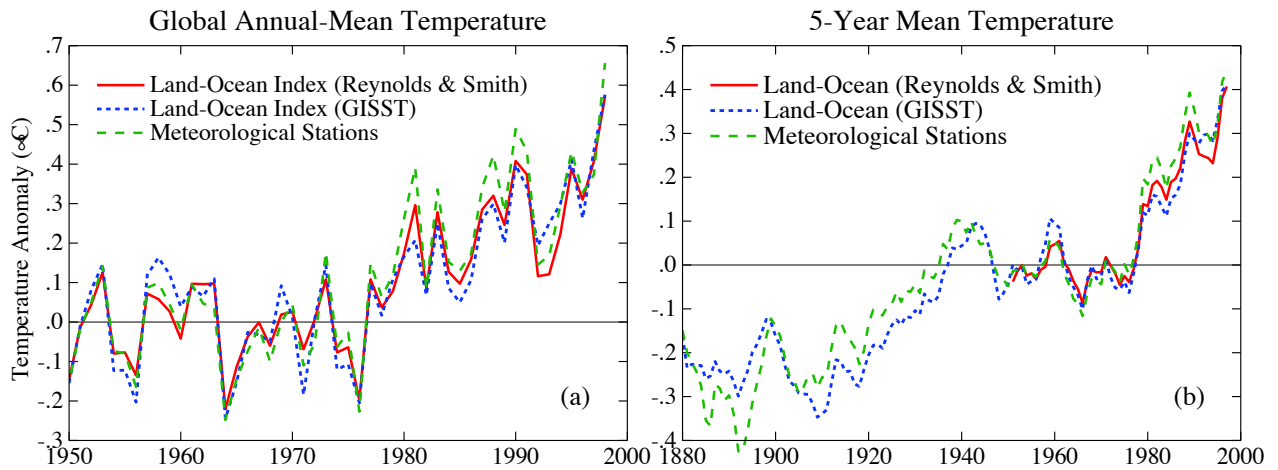 Global Annual-Mean Temperature
.7
.6
.5
.4
.3
.2
.1
.0
-.1
-.2
-.3
Temperature Anomaly (°C)
Land-Ocean Index (Reynolds & Smith)
Land-Ocean Index (GISST)
Meteorological Stations
(a)
1950 1960 1970 1980 1990 2000
5-Year Mean Temperature
.5
.4
.3
.2
.1
.0
-.1
-.2
-.3
-.4
Land-Ocean (Reynolds & Smith)
Land-Ocean (GISST)
Meteorological Stations
(b)
1880 1900 1920 1940 1960 1980 2000